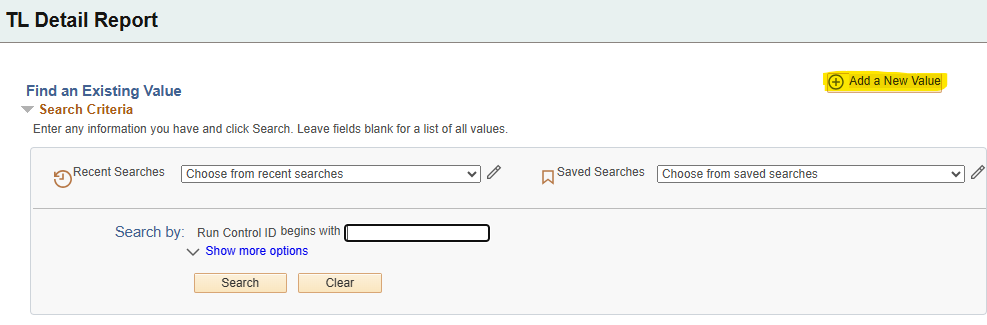 TL Detail Report
Add a New Value
Find an Existing Value
Search Criteria
Enter any information you have and click Search. Leave fields blank for a list of all values.
Recent Searches Choose from recent searches Saved Searches Choose from saved searches
Search by: Run Control ID begins with
Show more options
Search Clear